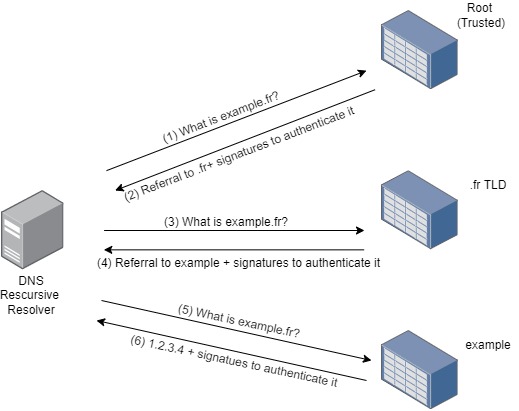 Root
(Trusted)
(1) What is example.fr?
(2) Referral to .fr+ signatures to authenticate it
.fr TLD
(3) What is example.fr?
(4) Referral to example + signatures to authenticate it
DNS
Rescursive
Resolver
(5) What is example.fr?
(6) 1.2.3.4 + signatues to authenticate it
example